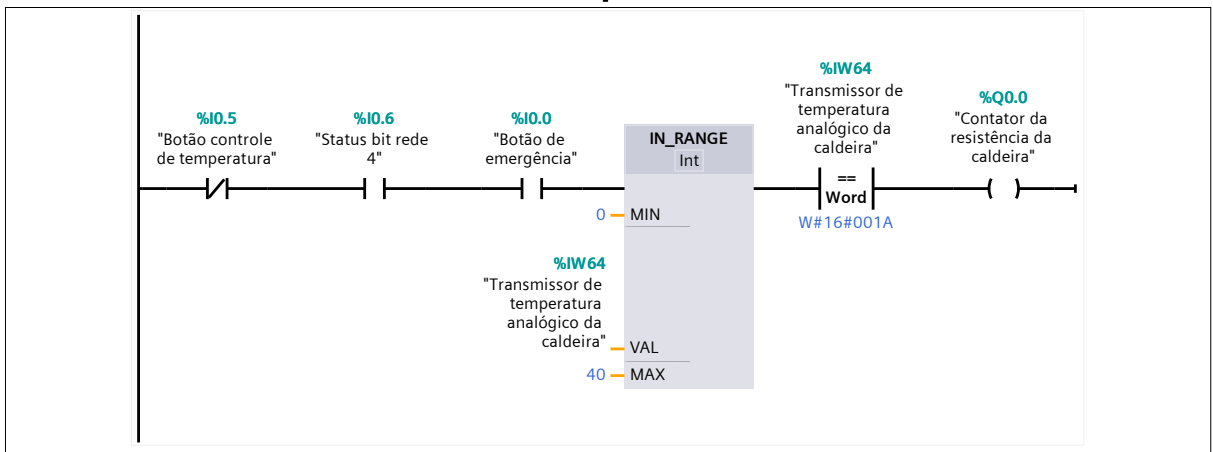 %I0.5
"Botão controle
de temperatura"
%I0.6
"Status bit rede
4"
%I0.0
"Botão de
emergência"
IN_RANGE
Int
0
MIN
%IW64
"Transmissor de
temperatura
analógico da
caldeira"
VAL
40
MAX
%IW64
"Transmissor de
temperatura
analógico da
caldeira"
==
Word
W#16#001A
%Q0.0
"Contator da
resistência da
caldeira"